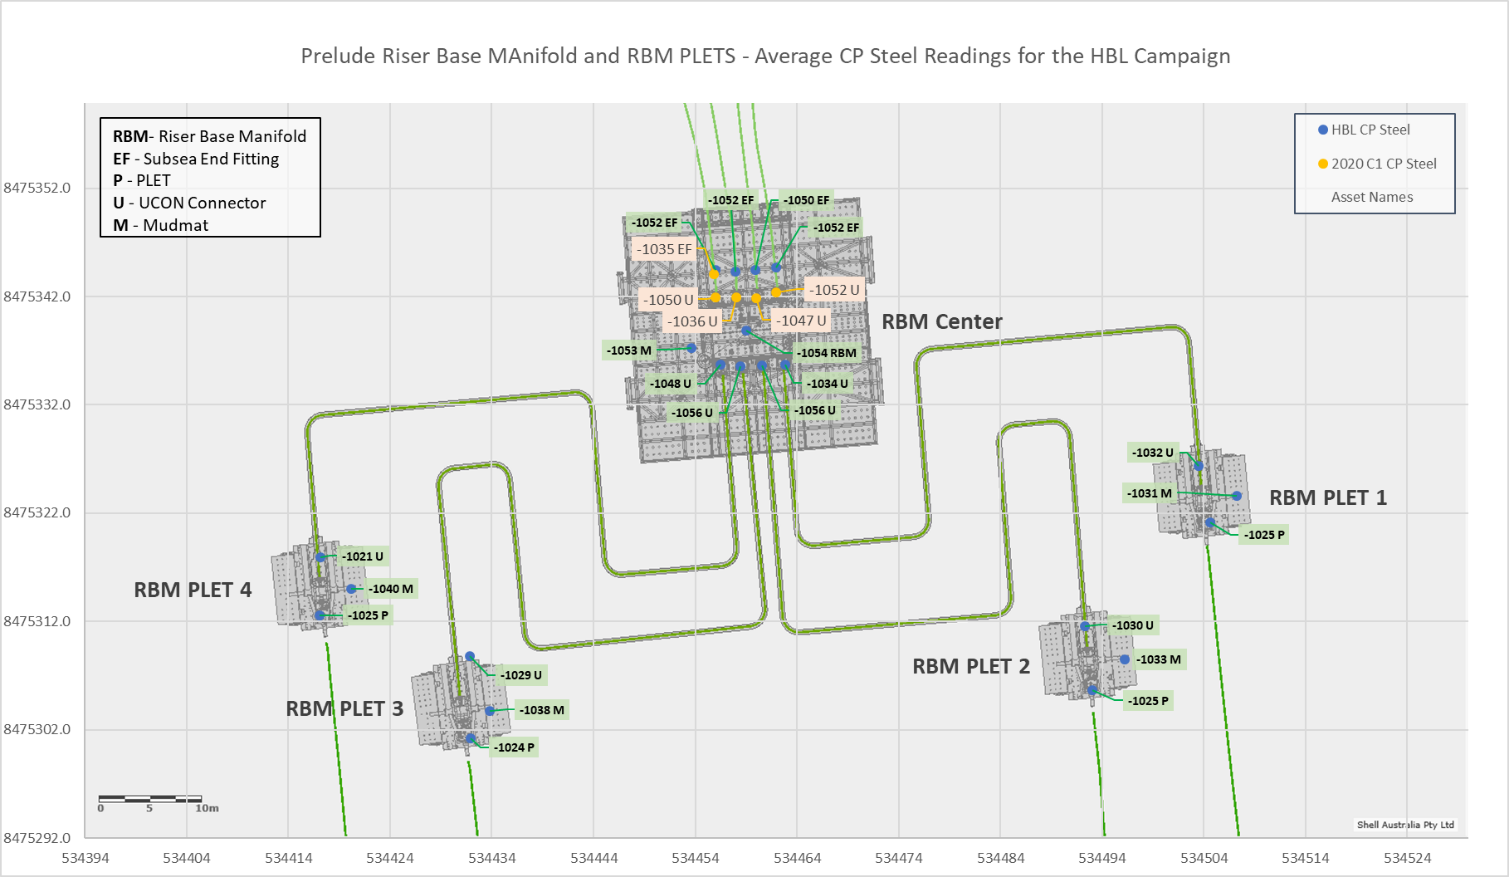 Prelude Riser Base MAnifold and RBM PLETS - Average CP Steel Readings for the HBL Campaign
RBM- Riser Base Manifold
EF - Subsea End Fitting
P - PLET
U - UCON Connector
M - Mudmat
HBL CP Steel
2020 C1 CP Steel
Asset Names
8475352.0
8475342.0
8475332.0
8475322.0
8475312.0
8475302.0
8475292.0
-1052 EF
-1050 EF
-1052 EF
-1052 EF
-1035 EF
-1052 U
-1050 U
-1036 U
-1047 U
RBM Center
-1053 M
-1054 RBM
-1048 U
-1034 U
-1056 U
-1056 U
-1032 U
-1031 M
RBM PLET 1
-1025 P
-1021 U
RBM PLET 4
-1040 M
-1025 P
-1030 U
RBM PLET 2
-1033 M
-1025 P
-1029 U
RBM PLET 3
-1038 M
-1024 P
0 5 10m
Shell Australia Pty Ltd
534394 534404 534414 534424 534434 534444 534454 534464 534474 534484 534494 534504 534514 534524